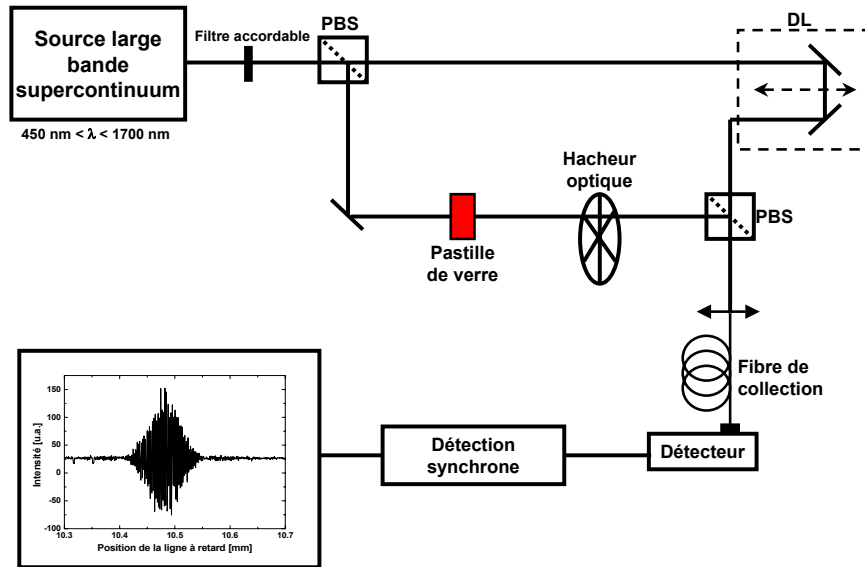 Source large
bande
supercontinuum
450 nm < λ < 1700 nm
Filtre accordable
PBS
DL
Hacheur
optique
PBS
Pastille
de verre
Fibre de
collection
Détecteur
Détection
synchrone
Intensité [u.a.]
150
100
50
0
-50
-100
10.3 10.4 10.5 10.6 10.7
Position de la ligne à retard [mm]